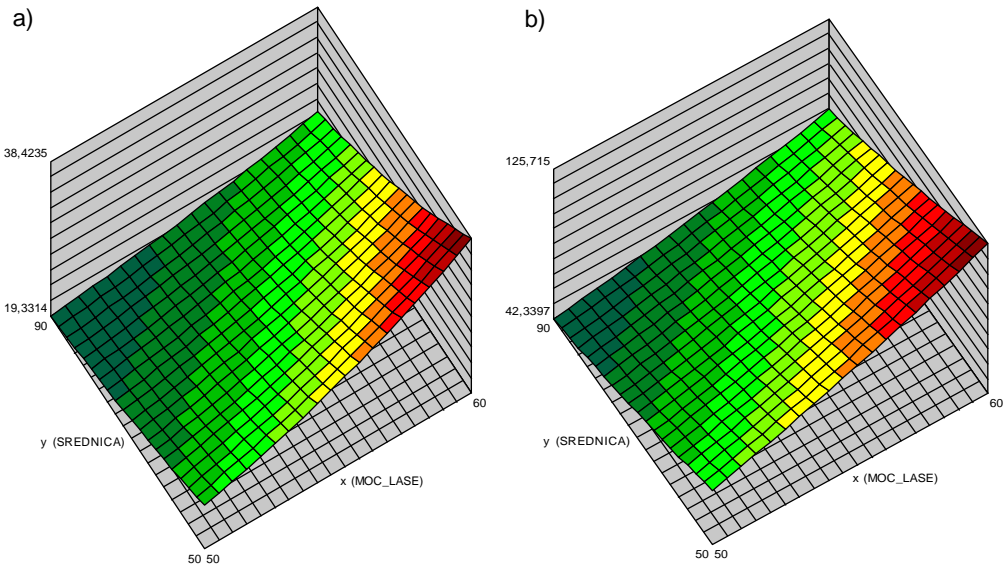 a)
38,4235
19,3314
90
y (SREDNICA)
50 50
x (MOC_LASE)
60
b)
125,715
42,3397
90
y (SREDNICA)
50 50
x (MOC_LASE)
60